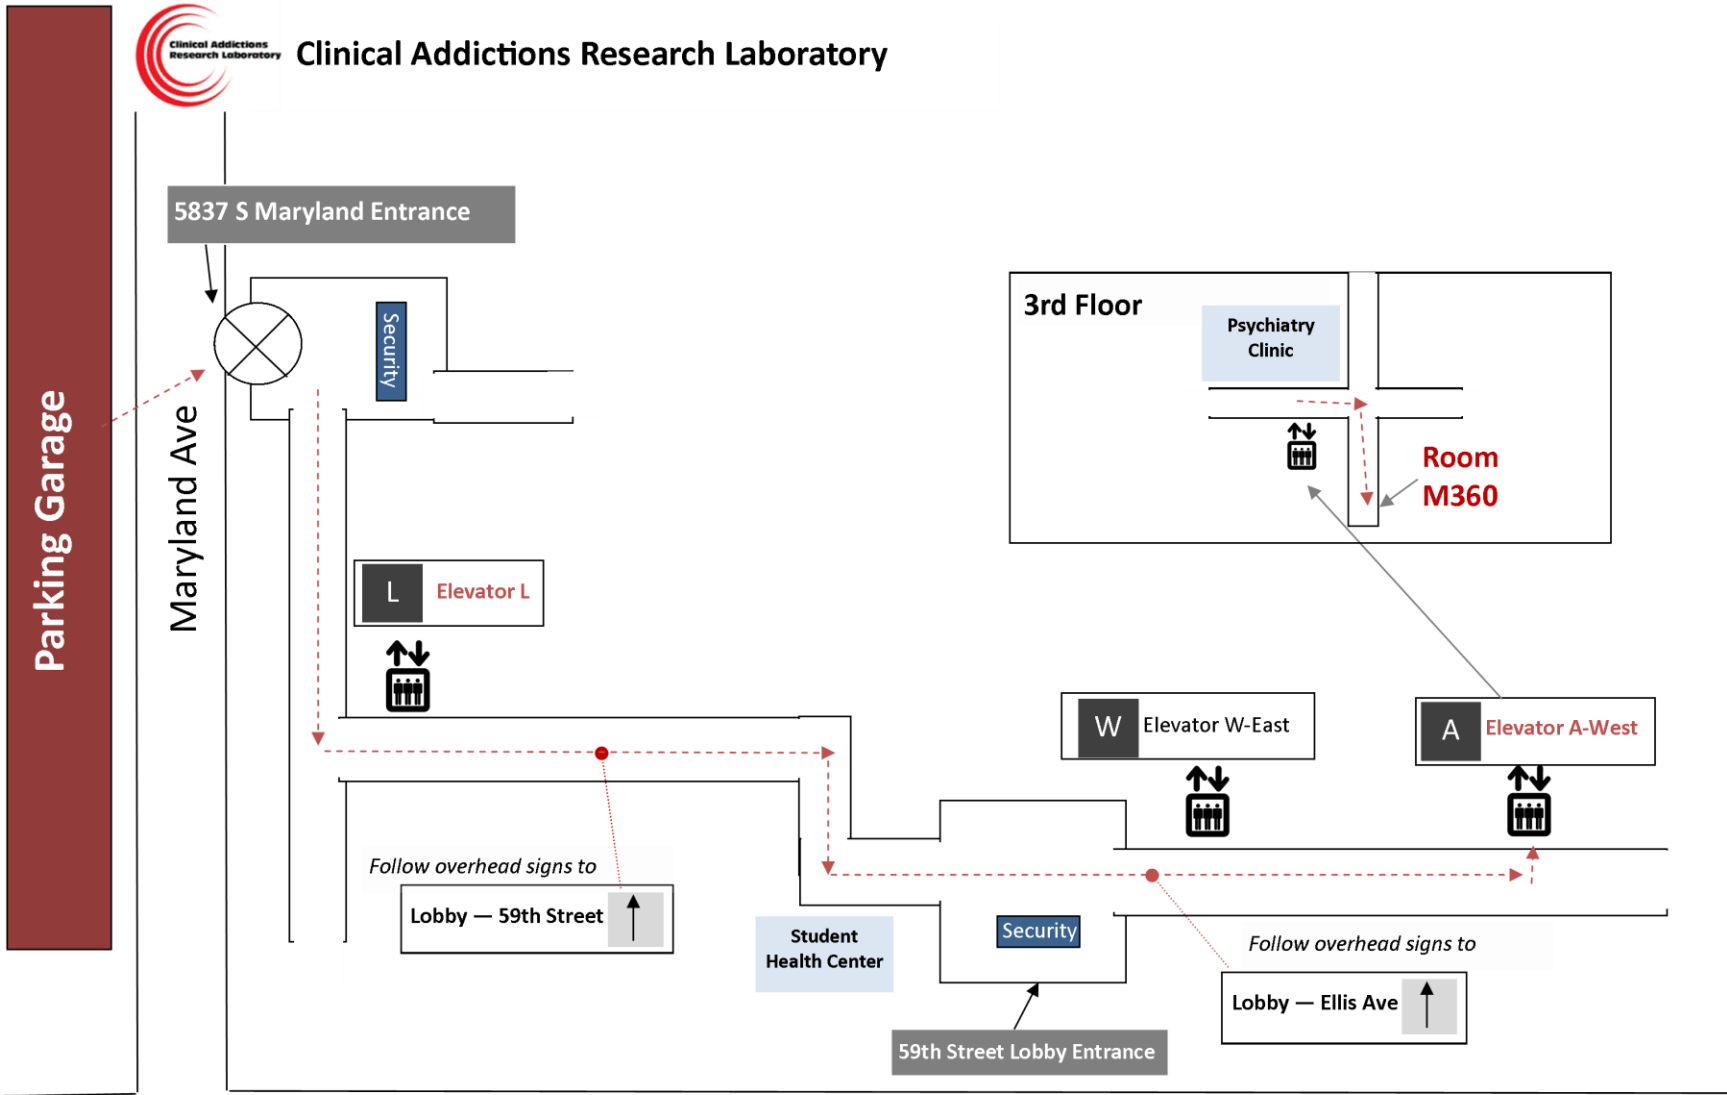 Clinical Addictions
Research Laboratory
Clinical Addictions Research Laboratory
5837 S Maryland Entrance
Security
Parking Garage
Maryland Ave
3rd Floor
Psychiatry
Clinic
Room
M360
L
Elevator L
W
Elevator W-East
A
Elevator A-West
Follow overhead signs to
Lobby — 59th Street
Student
Health Center
Security
59th Street Lobby Entrance
Follow overhead signs to
Lobby — Ellis Ave